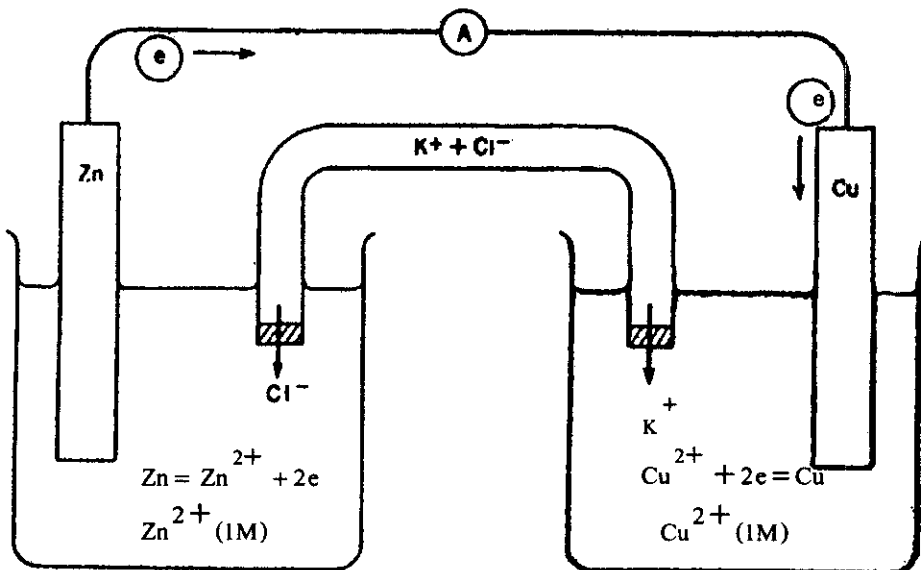 A
e
e
K+ + Cl−
Zn
Cu
Cl−
K+
Zn = Zn2+ + 2e
Cu2+ + 2e = Cu
Zn2+ (1M)
Cu2+ (1M)